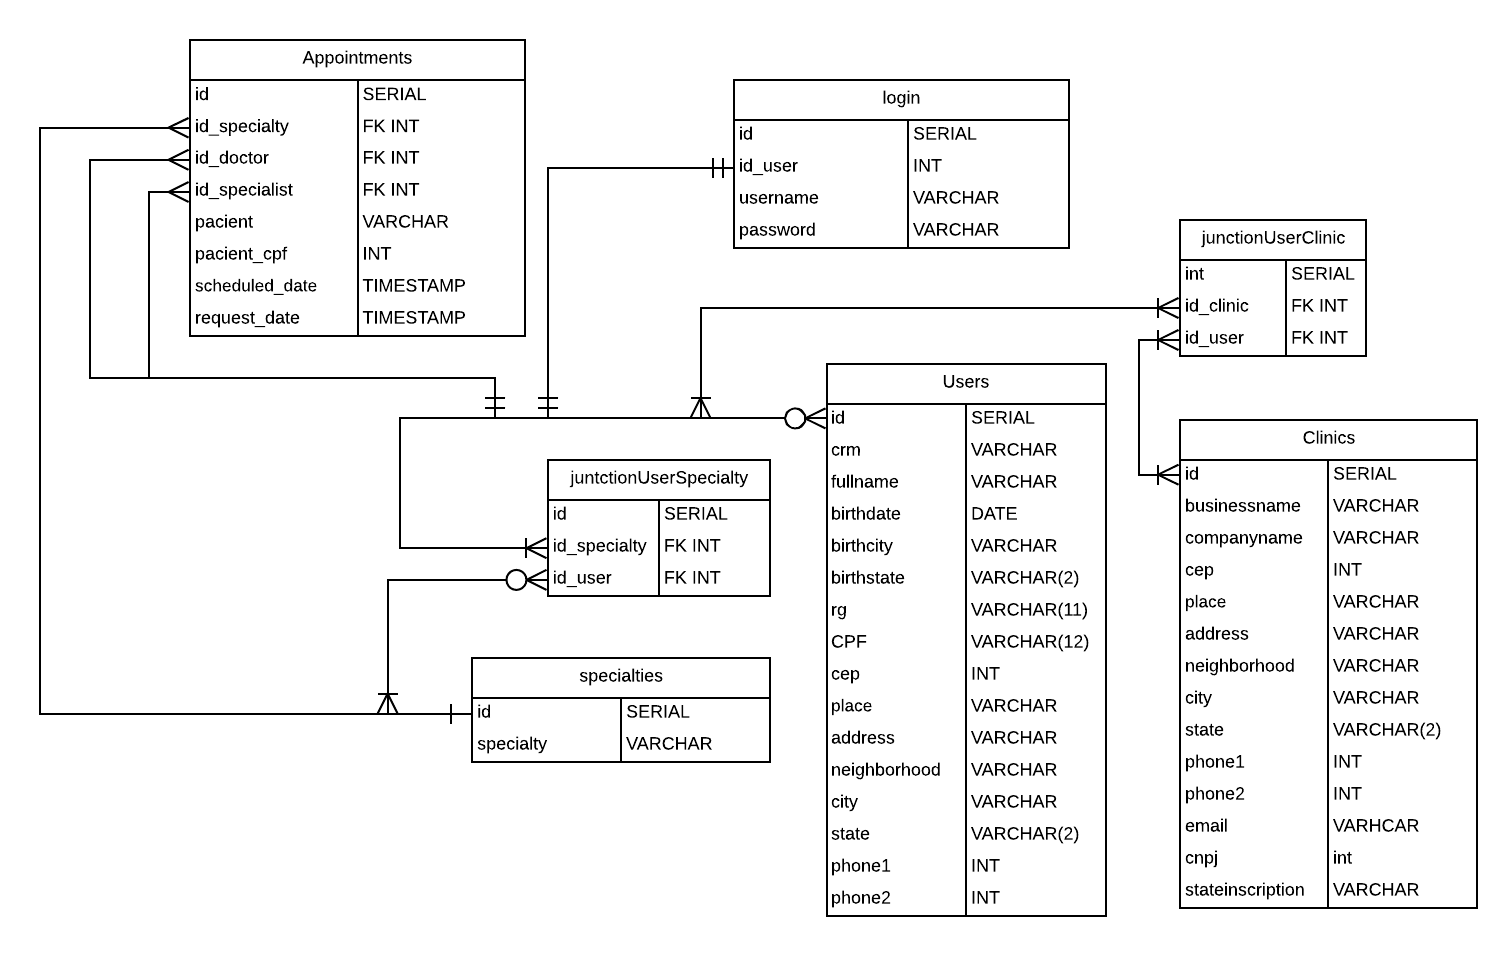 Appointments
id SERIAL
id_specialty FK INT
id_doctor FK INT
id_specialist FK INT
pacient VARCHAR
pacient_cpf INT
scheduled_date TIMESTAMP
request_date TIMESTAMP
login
id SERIAL
id_user INT
username VARCHAR
password VARCHAR
junctionUserClinic
int SERIAL
id_clinic FK INT
id_user FK INT
Users
id SERIAL
crm VARCHAR
fullname VARCHAR
birthdate DATE
birthcity VARCHAR
birthstate VARCHAR(2)
rg VARCHAR(11)
CPF VARCHAR(12)
cep INT
place VARCHAR
address VARCHAR
neighborhood VARCHAR
city VARCHAR
state VARCHAR(2)
phone1 INT
phone2 INT
Clinics
id SERIAL
businessname VARCHAR
companyname VARCHAR
cep INT
place VARCHAR
address VARCHAR
neighborhood VARCHAR
city VARCHAR
state VARCHAR(2)
phone1 INT
phone2 INT
email VARHCAR
cnpj int
stateinscription VARCHAR
juntctionUserSpecialty
id SERIAL
id_specialty FK INT
id_user FK INT
specialties
id SERIAL
specialty VARCHAR